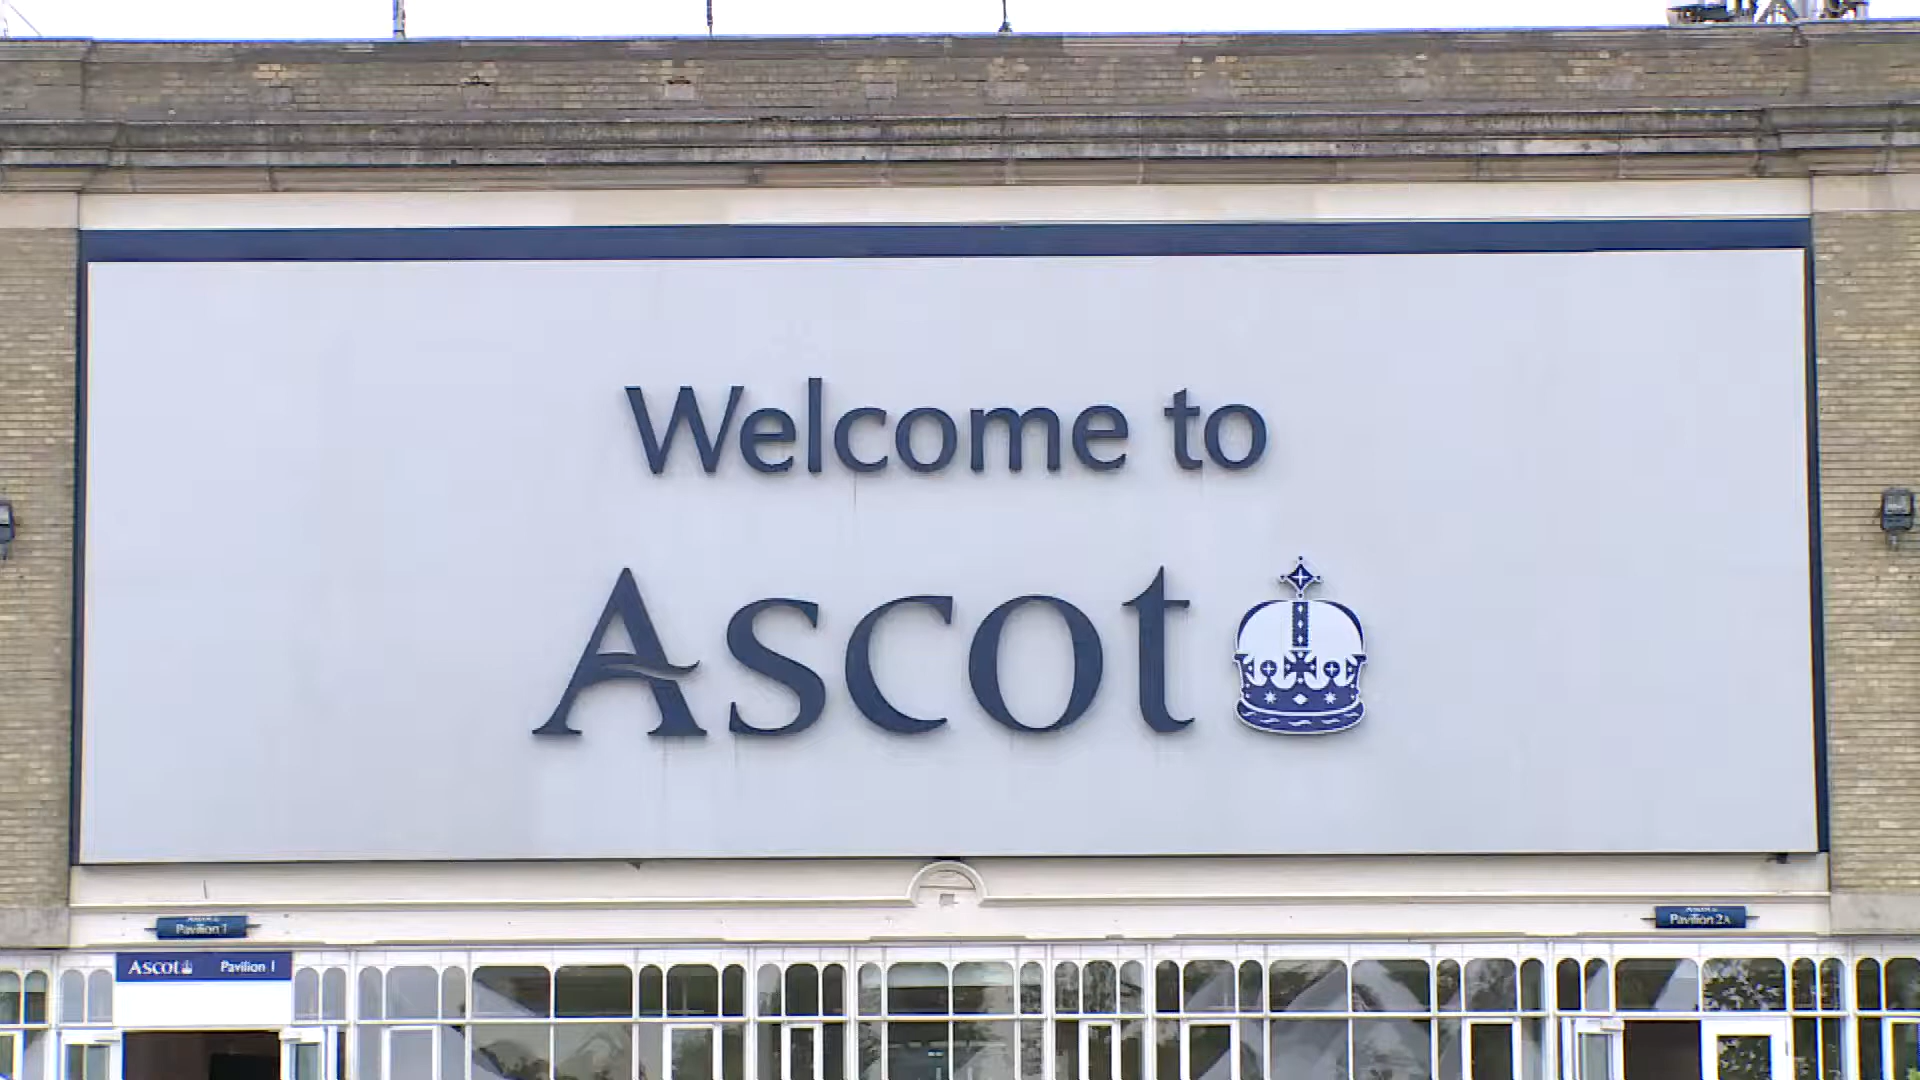 Welcome to
Ascot
Pavilion 1
Pavilion 2A
Ascot Pavilion 1